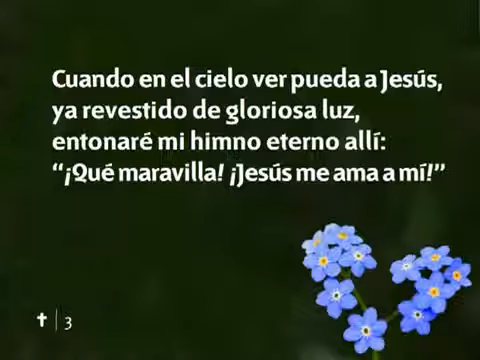 Cuando en el cielo ver pueda a Jesús,
ya revestido de gloriosa luz,
entonaré mi himno eterno allí:
“¡Qué maravilla! ¡Jesús me ama a mí!”
✝ | 3